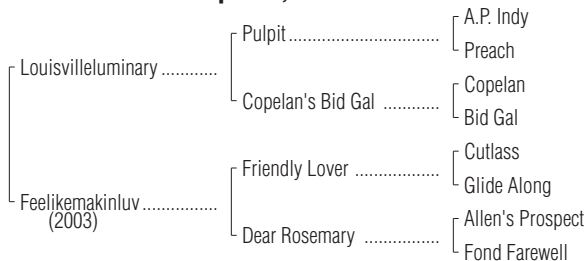 A.P. Indy
Pulpit
Preach
Louisvilleluminary
Copelan
Copelan's Bid Gal
Bid Gal
Cutlass
Friendly Lover
Glide Along
Feelikemakinluv
(2003)
Allen's Prospect
Dear Rosemary
Fond Farewell